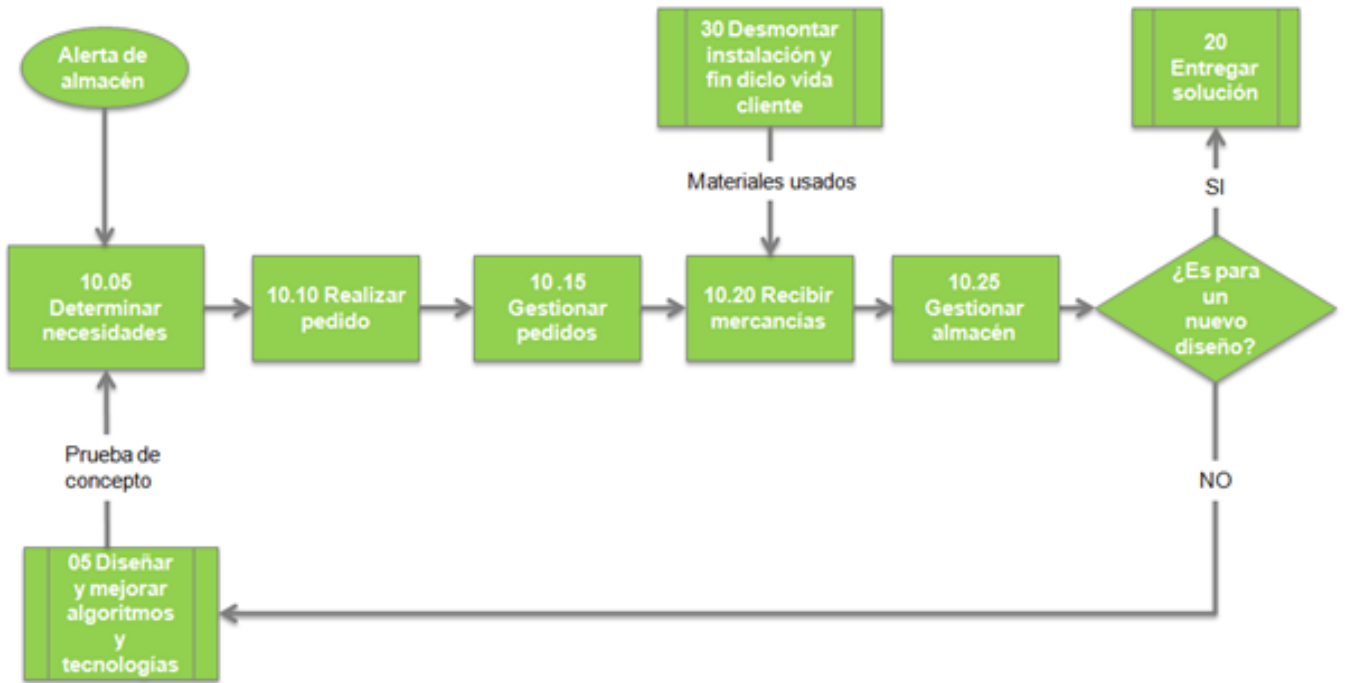 Alerta de
almacén
30 Desmontar
instalación y
fin diclo vida
cliente
20
Entregar
solución
Materiales usados
SI
10.05
Determinar
necesidades
10.10 Realizar
pedido
10 .15
Gestionar
pedidos
10.20 Recibir
mercancías
10.25
Gestionar
almacén
¿Es para
un
nuevo
diseño?
Prueba de
concepto
NO
05 Diseñar
y mejorar
algoritmos
y
tecnologías